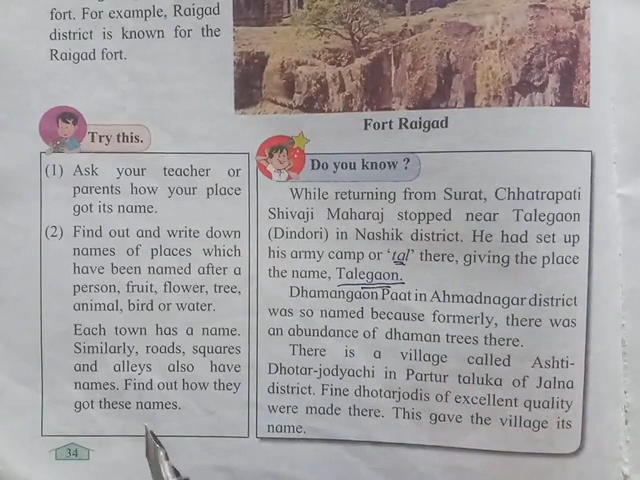 fort. For example, Raigad
district is known for the
Raigad fort.
Fort Raigad
Try this.
(1) Ask your teacher or
parents how your place
got its name.
(2) Find out and write down
names of places which
have been named after a
person, fruit, flower, tree,
animal, bird or water.
Each town has a name.
Similarly, roads, squares
and alleys also have
names. Find out how they
got these names.
Do you know ?
While returning from Surat, Chhatrapati
Shivaji Maharaj stopped near Talegaon
(Dindori) in Nashik district. He had set up
his army camp or ‘tal’ there, giving the place
the name, Talegaon.
Dhamangaon Paat in Ahmadnagar district
was so named because formerly, there was
an abundance of dhaman trees there.
There is a village called Ashti-
Dhotar-jodyachi in Partur taluka of Jalna
district. Fine dhotarjodis of excellent quality
were made there. This gave the village its
name.
34